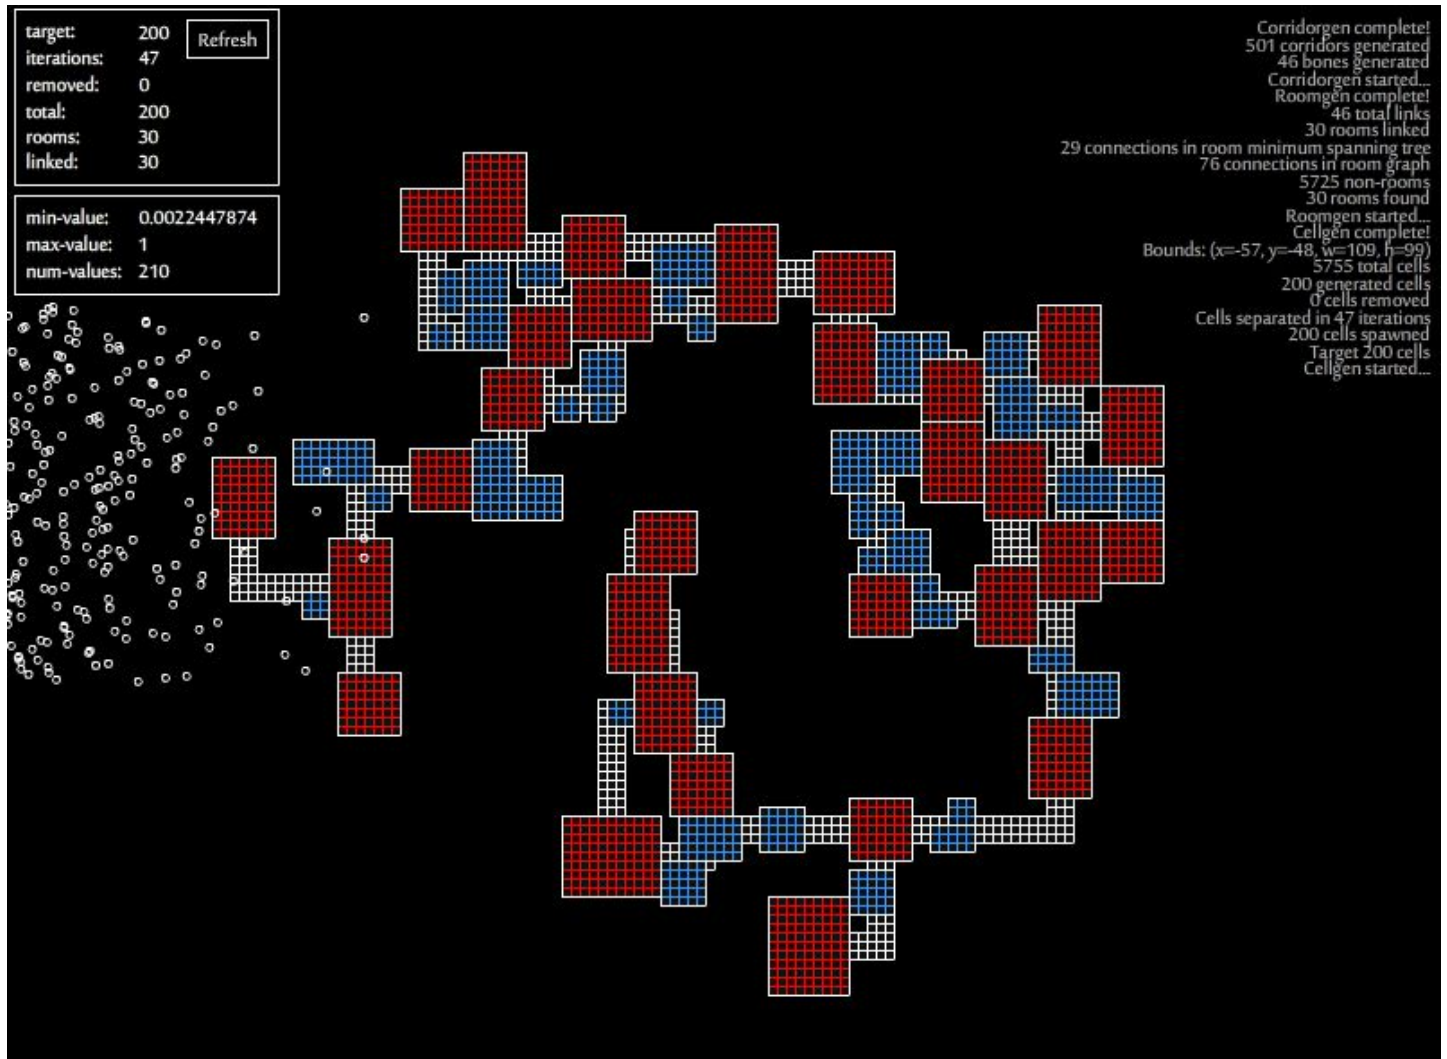 target: 200
Refresh
iterations: 47
removed: 0
total: 200
rooms: 30
linked: 30
min-value: 0.0022447874
max-value: 1
num-values: 210
Corridorgen complete!
501 corridors generated
46 bones generated
Corridorgen started...
Roomgen complete!
46 total links
30 rooms linked
29 connections in room minimum spanning tree
76 connections in room graph
5725 non-rooms
30 rooms found
Roomgen started...
Cellgen complete!
Bounds: (x=-57, y=-48, w=109, h=99)
5755 total cells
200 generated cells
0 cells removed
Cells separated in 47 iterations
200 cells spawned
Target 200 cells
Cellgen started...